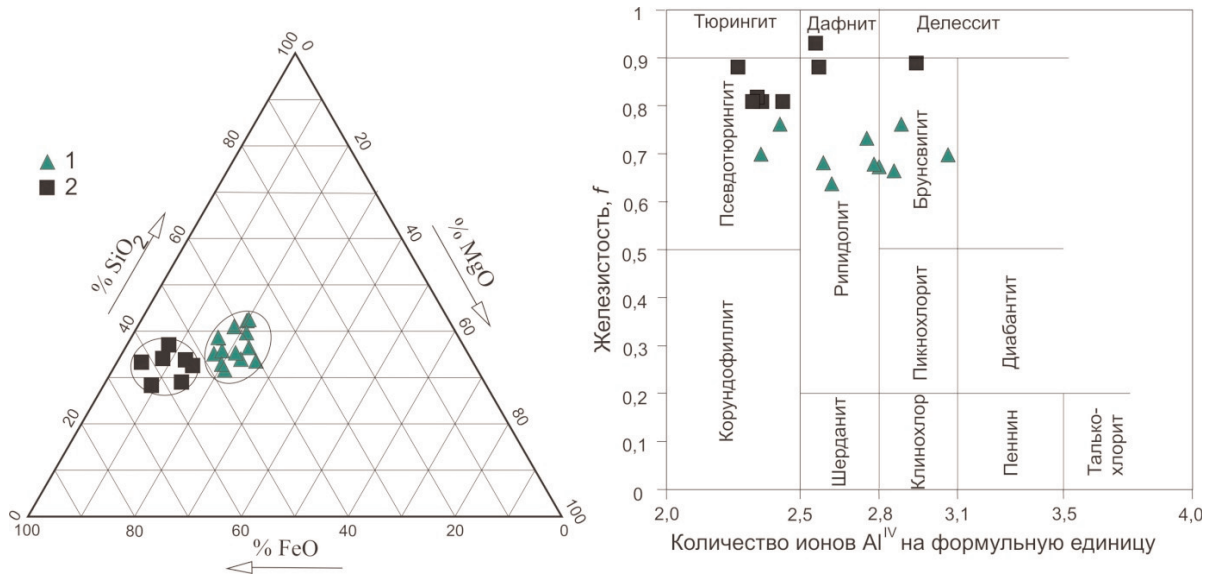 100
0
80
20
1
2
% SiO2
60
40
% MgO
40
60
20
80
0
100
100
80
60
40
20
0
% FeO
Тюрингит
Дафнит
Делессит
Железистость, f
1
0,9
0,8
0,7
0,6
0,5
0,4
0,3
0,2
0,1
0
Псевдотюрингит
Рипидолит
Брунсвигит
Корундофиллит
Пикнохлорит
Диабантит
Шерданит
Клинохлор
Пеннин
Талько-
хлорит
2,0
2,5
2,8
3,1
3,5
4,0
Количество ионов AlIV на формульную единицу